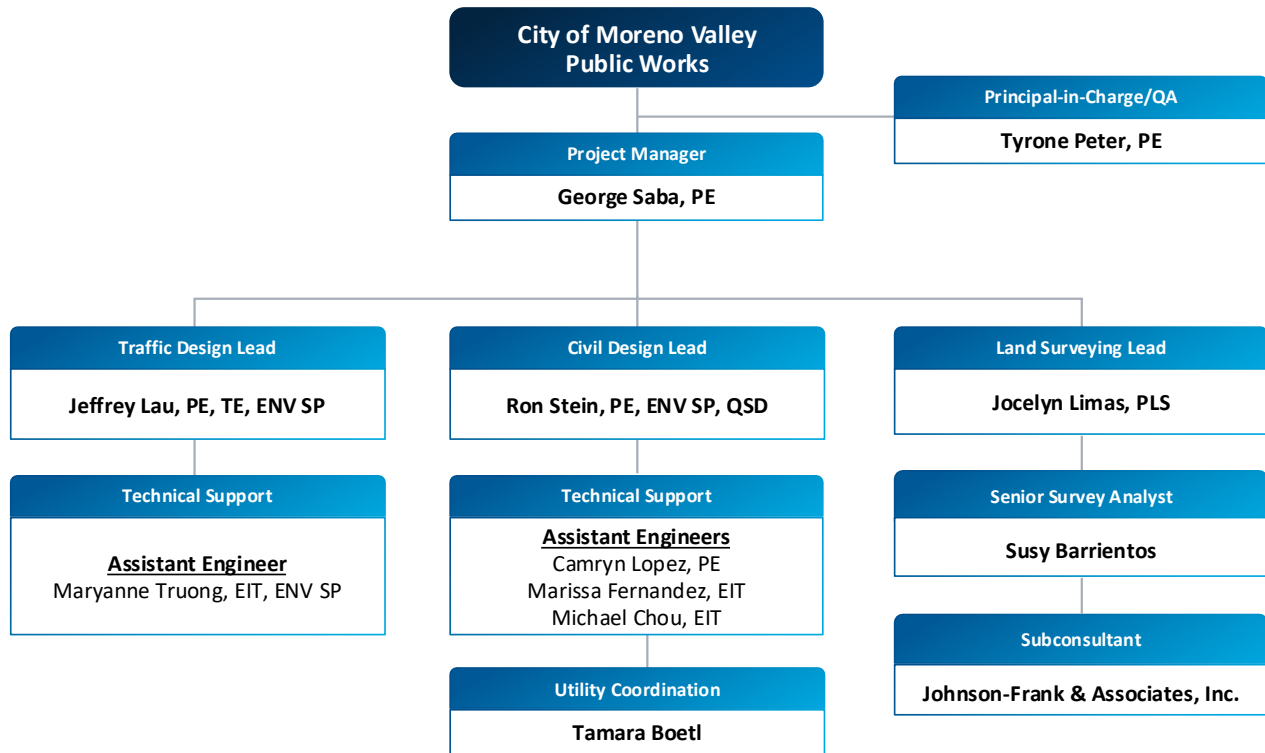 City of Moreno Valley
Public Works
Principal-in-Charge/QA
Tyrone Peter, PE
Project Manager
George Saba, PE
Traffic Design Lead
Jeffrey Lau, PE, TE, ENV SP
Technical Support
Assistant Engineer
Maryanne Truong, EIT, ENV SP
Civil Design Lead
Ron Stein, PE, ENV SP, QSD
Technical Support
Assistant Engineers
Camryn Lopez, PE
Marissa Fernandez, EIT
Michael Chou, EIT
Utility Coordination
Tamara Boetl
Land Surveying Lead
Jocelyn Limas, PLS
Senior Survey Analyst
Susy Barrientos
Subconsultant
Johnson-Frank & Associates, Inc.